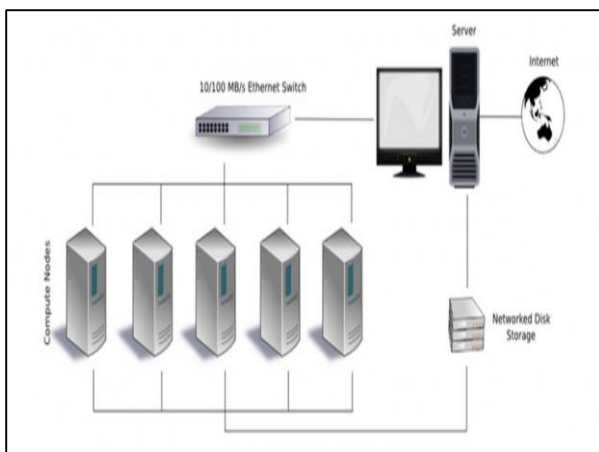 Server
Internet
10/100 MB/s Ethernet Switch
Compute Nodes
Networked Disk
Storage